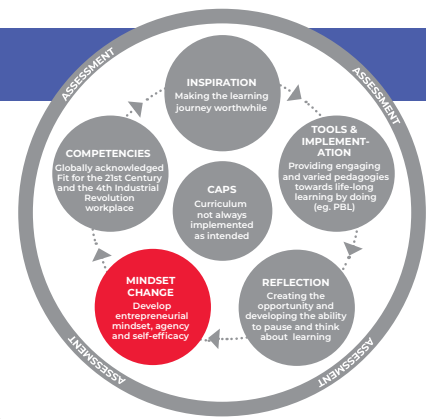 ASSESSMENT
ASSESSMENT
INSPIRATION
Making the learning
journey worthwhile
TOOLS &
IMPLEMENT-
ATION
Providing engaging
and varied pedagogies
towards life-long
learning by doing
(eg. PBL)
COMPETENCIES
Globally acknowledged
Fit for the 21st Century
and the 4th Industrial
Revolution
workplace
CAPS
Curriculum
not always
implemented
as intended
MINDSET
CHANGE
Develop
entrepreneurial
mindset, agency
and self-efficacy
REFLECTION
Creating the
opportunity and
developing the ability
to pause and think
about learning
ASSESSMENT
ASSESSMENT